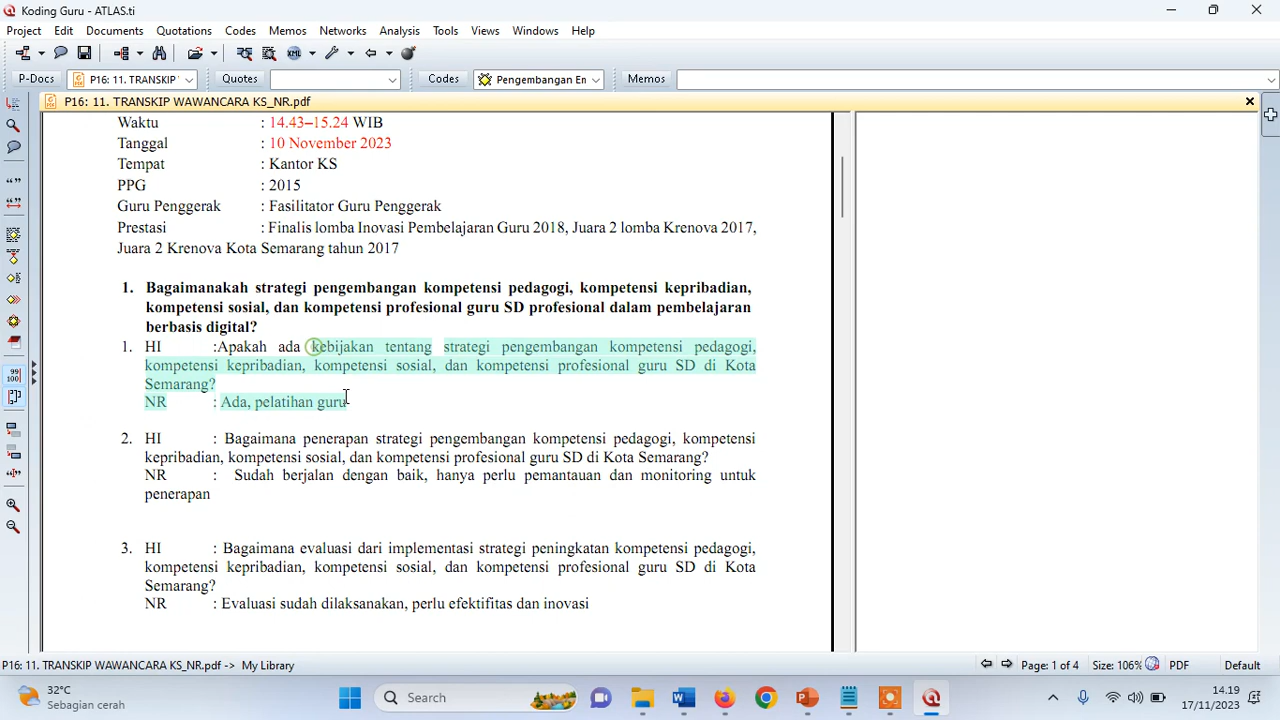 Koding Guru - ATLAS.ti
Project Edit Documents Quotations Codes Memos Networks Analysis Tools Views Windows Help
P-Docs P16: 11. TRANSKIP Quotes Codes Pengembangan En Memos
P16: 11. TRANSKIP WAWANCARA KS_NR.pdf
Waktu : 14.43–15.24 WIB
Tanggal : 10 November 2023
Tempat : Kantor KS
PPG : 2015
Guru Penggerak : Fasilitator Guru Penggerak
Prestasi : Finalis lomba Inovasi Pembelajaran Guru 2018, Juara 2 lomba Krenova 2017,
Juara 2 Krenova Kota Semarang tahun 2017
1. Bagaimanakah strategi pengembangan kompetensi pedagogi, kompetensi kepribadian,
kompetensi sosial, dan kompetensi profesional guru SD profesional dalam pembelajaran
berbasis digital?
1. HI :Apakah ada kebijakan tentang strategi pengembangan kompetensi pedagogi,
kompetensi kepribadian, kompetensi sosial, dan kompetensi profesional guru SD di Kota
Semarang?
NR : Ada, pelatihan guru
2. HI : Bagaimana penerapan strategi pengembangan kompetensi pedagogi, kompetensi
kepribadian, kompetensi sosial, dan kompetensi profesional guru SD di Kota Semarang?
NR : Sudah berjalan dengan baik, hanya perlu pemantauan dan monitoring untuk
penerapan
3. HI : Bagaimana evaluasi dari implementasi strategi peningkatan kompetensi pedagogi,
kompetensi kepribadian, kompetensi sosial, dan kompetensi profesional guru SD di Kota
Semarang?
NR : Evaluasi sudah dilaksanakan, perlu efektifitas dan inovasi
P16: 11. TRANSKIP WAWANCARA KS_NR.pdf -> My Library Page: 1 of 4 Size: 106% PDF Default
32°C
Sebagian cerah
Search
14.19
17/11/2023